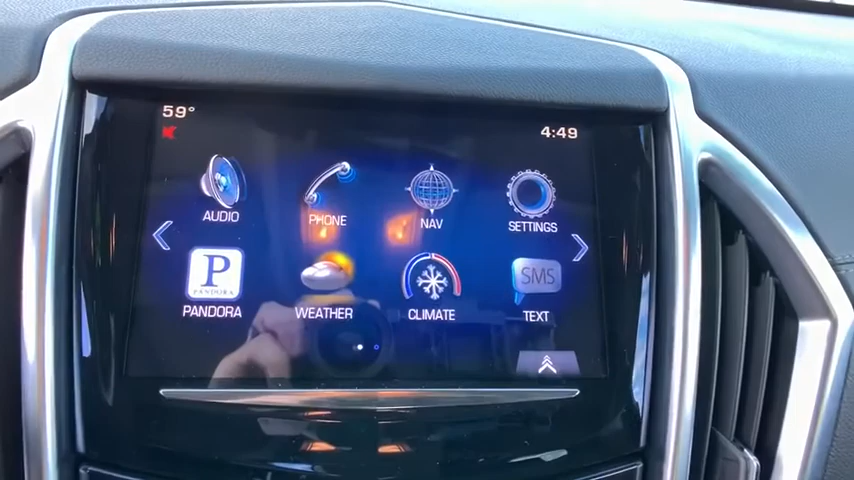 59°
4:49
AUDIO
PHONE
NAV
SETTINGS
P
PANDORA
SMS
PANDORA
WEATHER
CLIMATE
TEXT